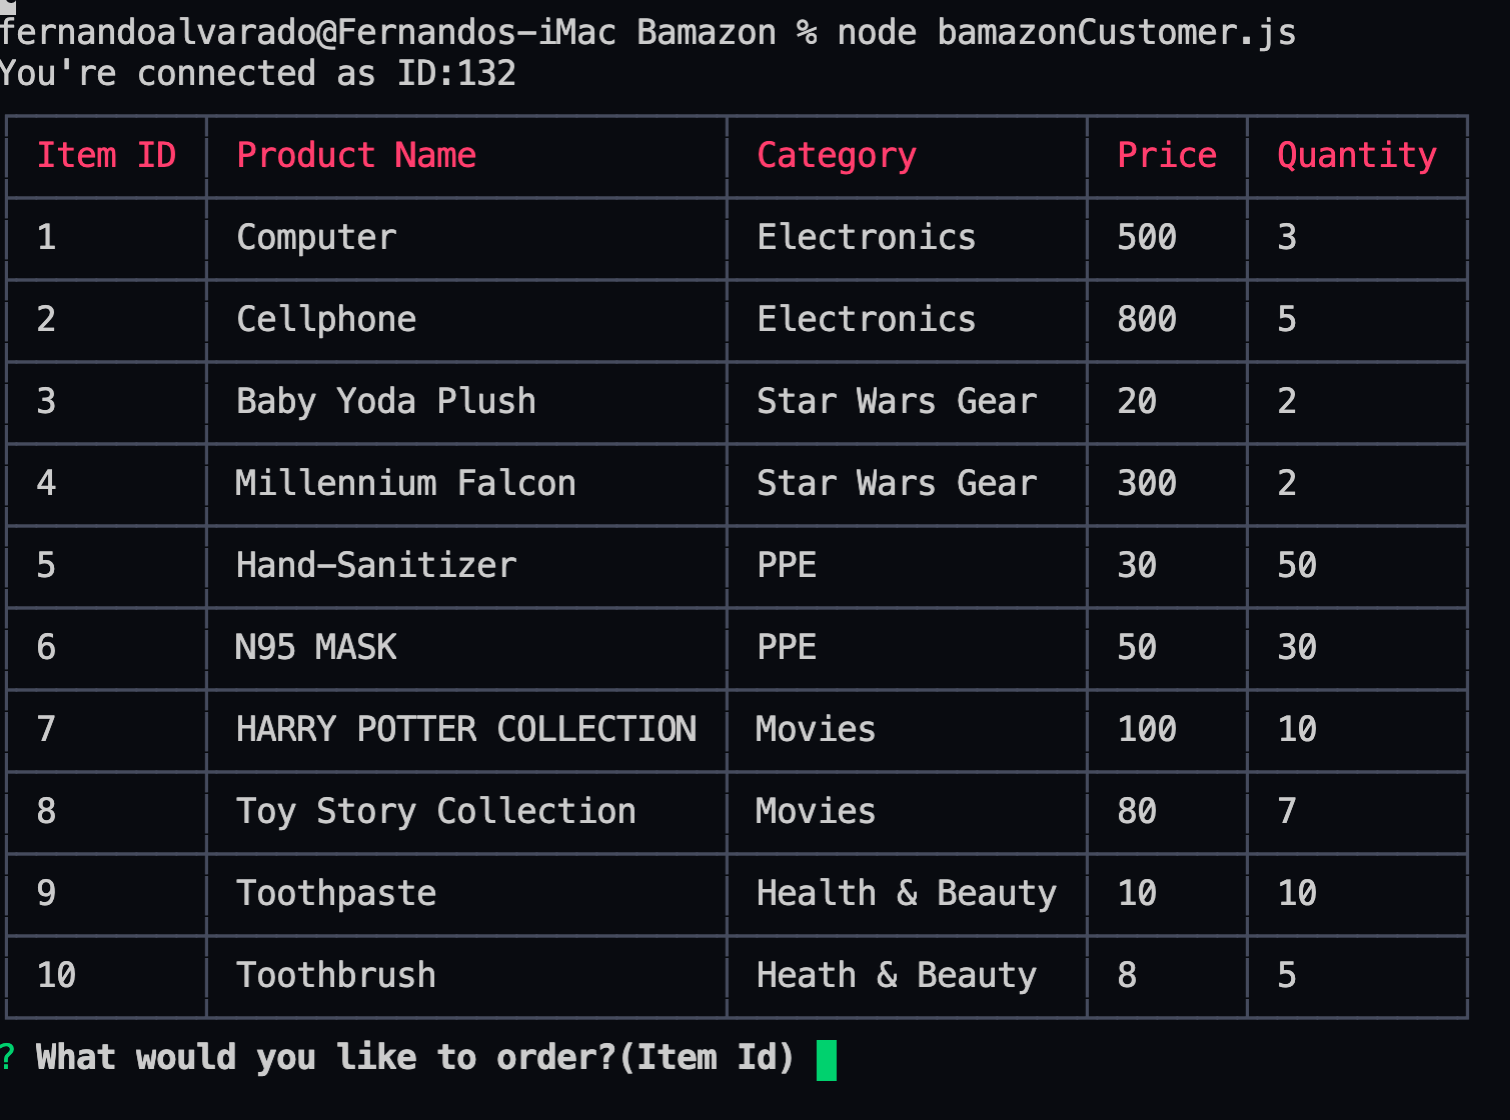 fernandoalvarado@Fernandos-iMac Bamazon % node bamazonCustomer.js
You're connected as ID:132
Item ID Product Name Category Price Quantity
1 Computer Electronics 500 3
2 Cellphone Electronics 800 5
3 Baby Yoda Plush Star Wars Gear 20 2
4 Millennium Falcon Star Wars Gear 300 2
5 Hand-Sanitizer PPE 30 50
6 N95 MASK PPE 50 30
7 HARRY POTTER COLLECTION Movies 100 10
8 Toy Story Collection Movies 80 7
9 Toothpaste Health & Beauty 10 10
10 Toothbrush Heath & Beauty 8 5
? What would you like to order?(Item Id)